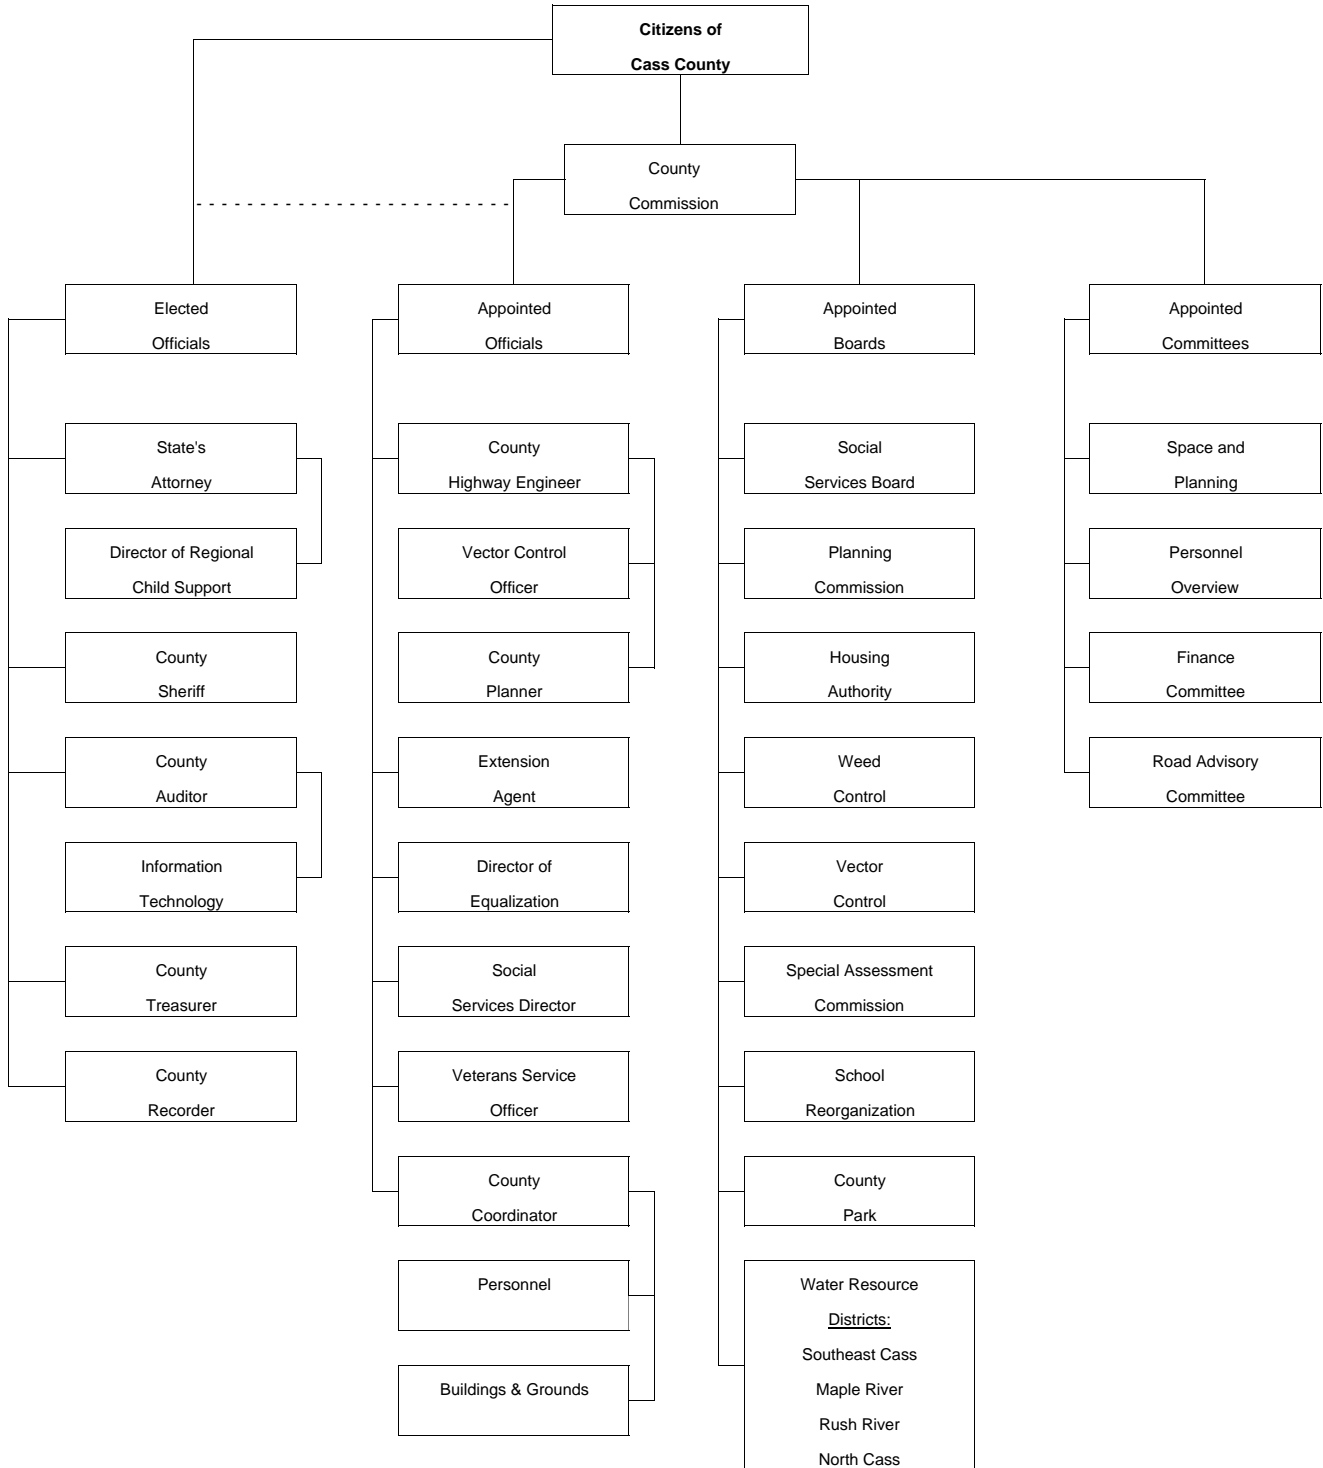 Citizens of
Cass County
County
Commission
Elected
Officials
Appointed
Officials
Appointed
Boards
Appointed
Committees
State's
Attorney
County
Highway Engineer
Social
Services Board
Space and
Planning
Director of Regional
Child Support
Vector Control
Officer
Planning
Commission
Personnel
Overview
County
Sheriff
County
Planner
Housing
Authority
Finance
Committee
County
Auditor
Extension
Agent
Weed
Control
Road Advisory
Committee
Information
Technology
Director of
Equalization
Vector
Control
County
Treasurer
Social
Services Director
Special Assessment
Commission
County
Recorder
Veterans Service
Officer
School
Reorganization
County
Coordinator
County
Park
Personnel
Water Resource
Districts:
Southeast Cass
Maple River
Rush River
North Cass
Buildings & Grounds